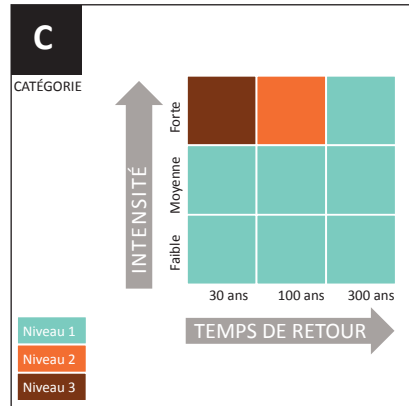 C
CATÉGORIE
INTENSITÉ
Forte
Moyenne
Faible
30 ans
100 ans
300 ans
TEMPS DE RETOUR
Niveau 1
Niveau 2
Niveau 3